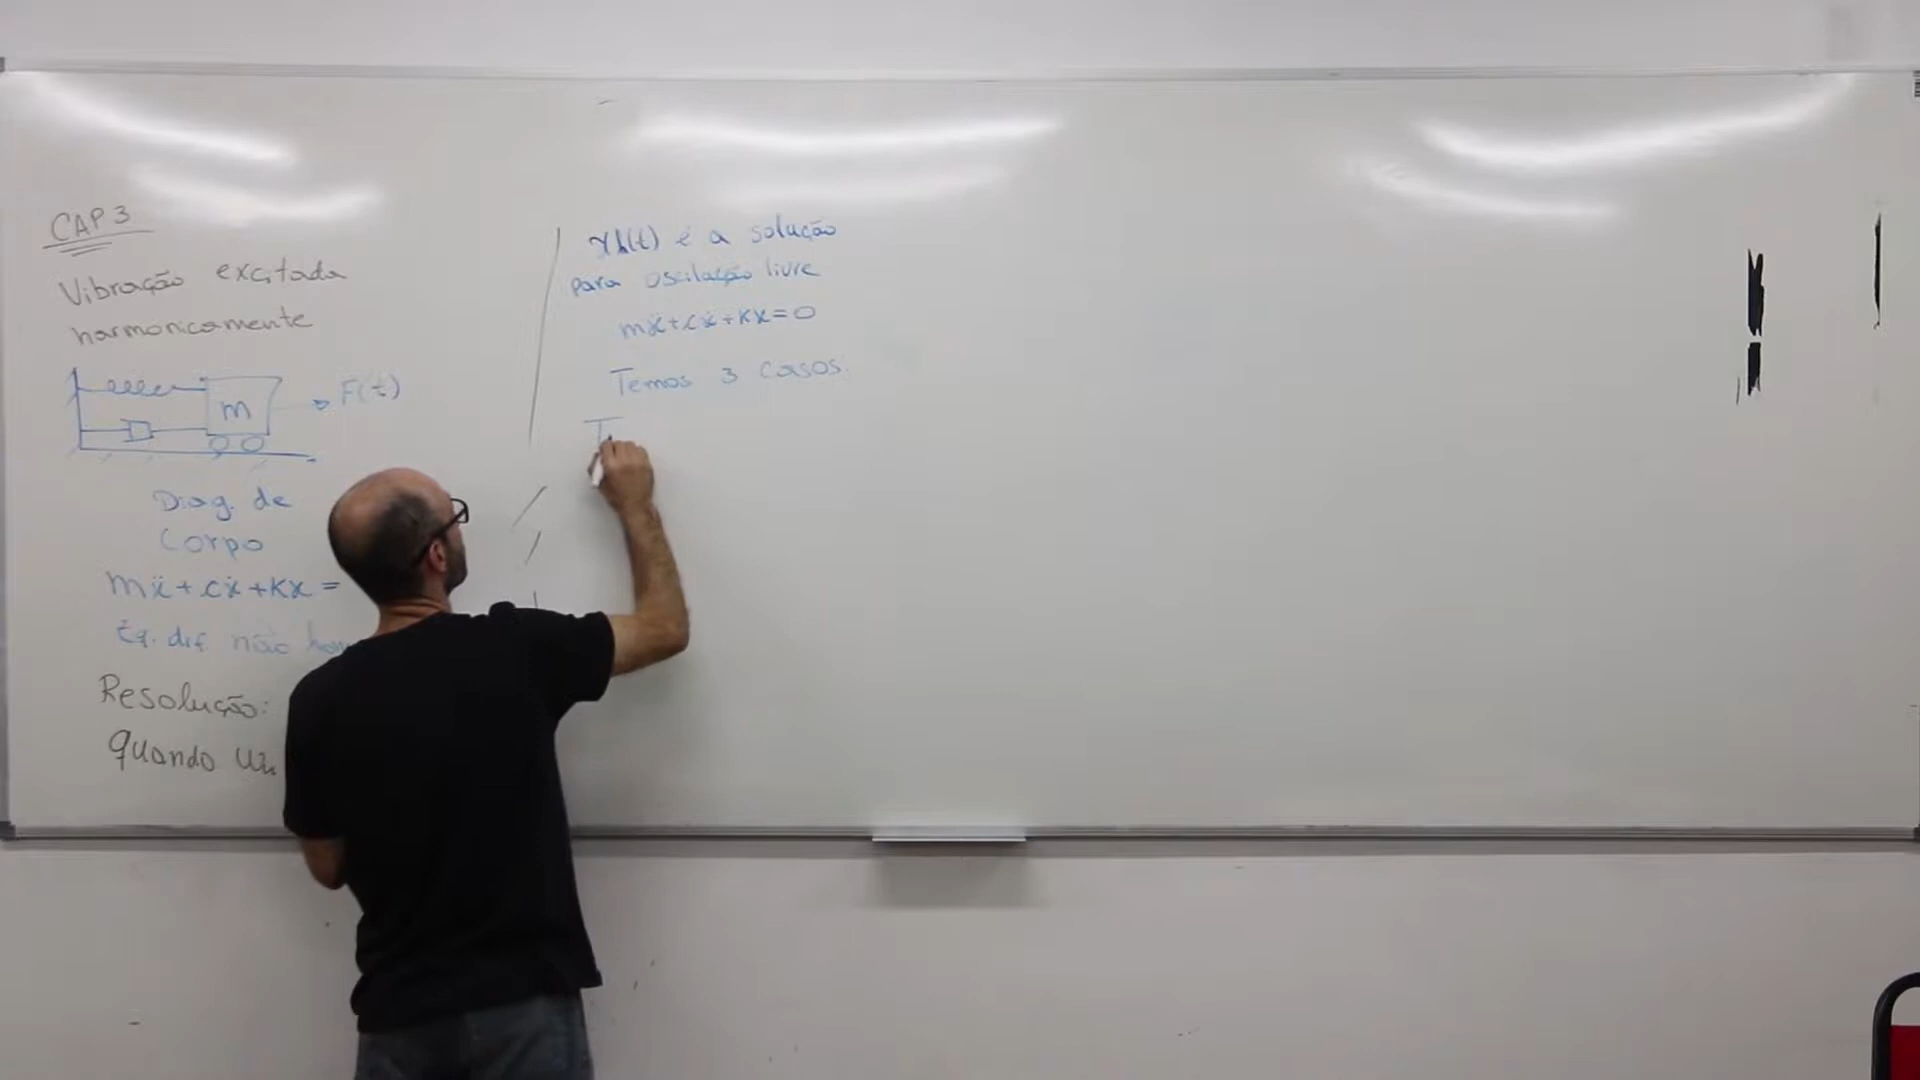 CAP 3
Vibração excitada
harmonicamente
m
F(t)
Diag. de
Corpo
mẍ + cẋ + kx =
Eq. dif não
Resolução:
quando
xh(t) é a solução
para oscilação livre
mẍ+cẋ+kx=0
Temos 3 casos: